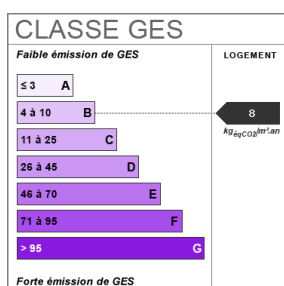 CLASSE GES
Faible émission de GES
LOGEMENT
≤ 3 A
4 à 10 B
8
kgéqCO2/m².an
11 à 25 C
26 à 45 D
46 à 70 E
71 à 95 F
> 95 G
Forte émission de GES